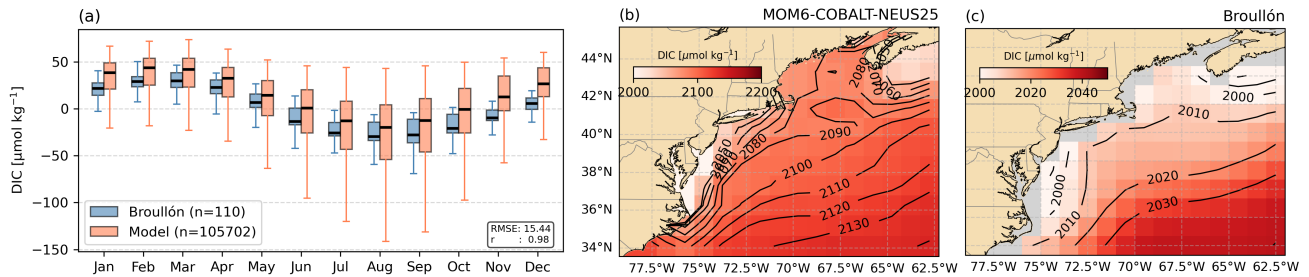 (a)
DIC [μmol kg⁻¹]
50
0
−50
−100
−150
Broullón (n=110)
Model (n=105702)
RMSE: 15.44
r : 0.98
Jan Feb Mar Apr May Jun Jul Aug Sep Oct Nov Dec
(b) MOM6-COBALT-NEUS25
DIC [μmol kg⁻¹]
2000 2100 2200
44°N
42°N
40°N
38°N
36°N
34°N
2080
2060
2090
2080
2100
2110
2120
2130
77.5°W 75°W 72.5°W 70°W 67.5°W 65°W 62.5°W
(c) Broullón
DIC [μmol kg⁻¹]
2000 2020 2040
2000
2010
2020
2030
2000
2010
77.5°W 75°W 72.5°W 70°W 67.5°W 65°W 62.5°W